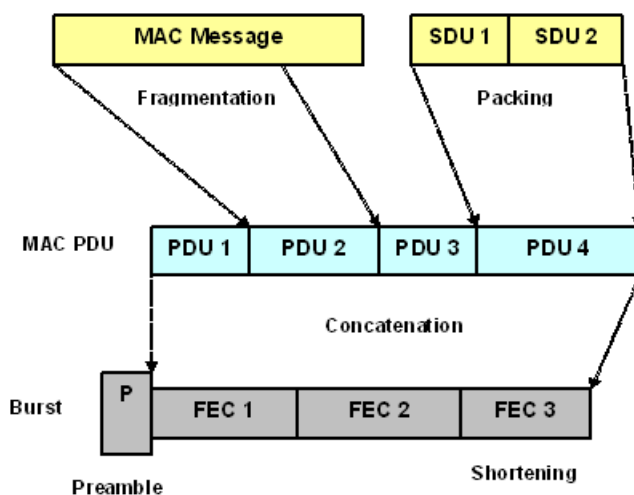 MAC Message
SDU 1 SDU 2
Fragmentation
Packing
MAC PDU
PDU 1 PDU 2 PDU 3 PDU 4
Concatenation
Burst
P
FEC 1 FEC 2 FEC 3
Preamble
Shortening